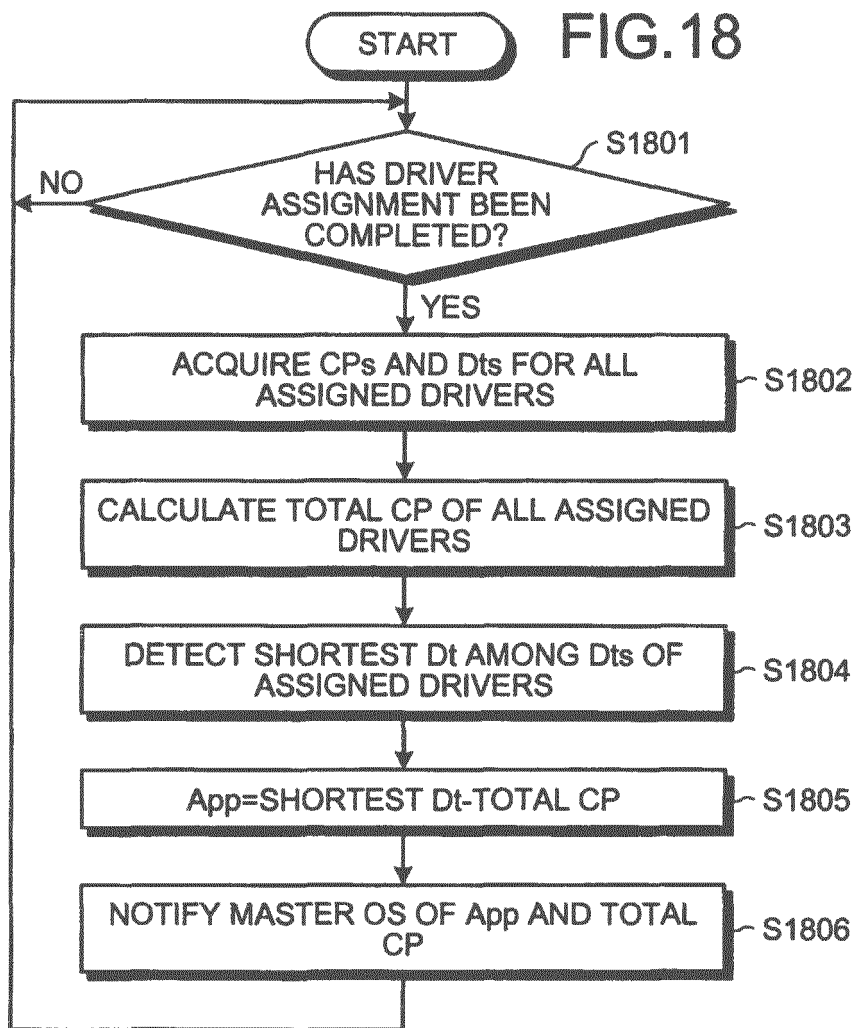 START
FIG.18
S1801
NO
HAS DRIVER
ASSIGNMENT BEEN
COMPLETED?
YES
ACQUIRE CPs AND Dts FOR ALL
ASSIGNED DRIVERS
S1802
CALCULATE TOTAL CP OF ALL ASSIGNED
DRIVERS
S1803
DETECT SHORTEST Dt AMONG Dts OF
ASSIGNED DRIVERS
S1804
App=SHORTEST Dt-TOTAL CP
S1805
NOTIFY MASTER OS OF App AND TOTAL
CP
S1806